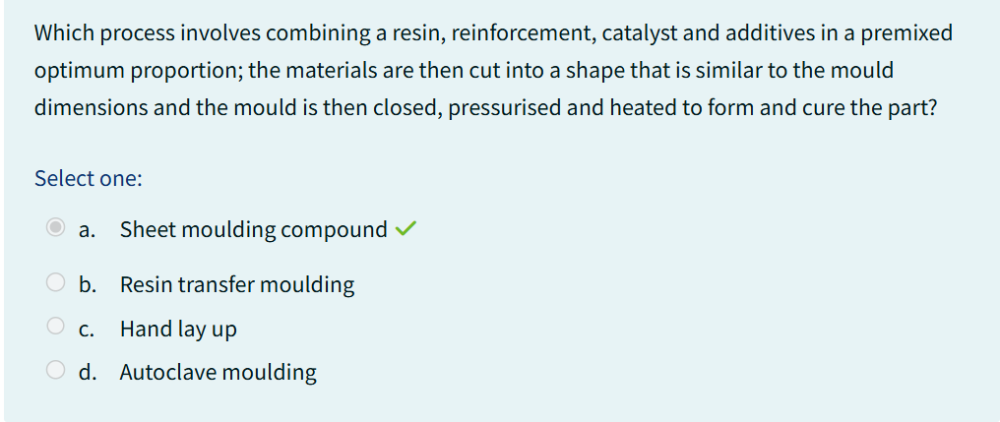 Which process involves combining a resin, reinforcement, catalyst and additives in a premixed
optimum proportion; the materials are then cut into a shape that is similar to the mould
dimensions and the mould is then closed, pressurised and heated to form and cure the part?
Select one:
a. Sheet moulding compound
b. Resin transfer moulding
c. Hand lay up
d. Autoclave moulding